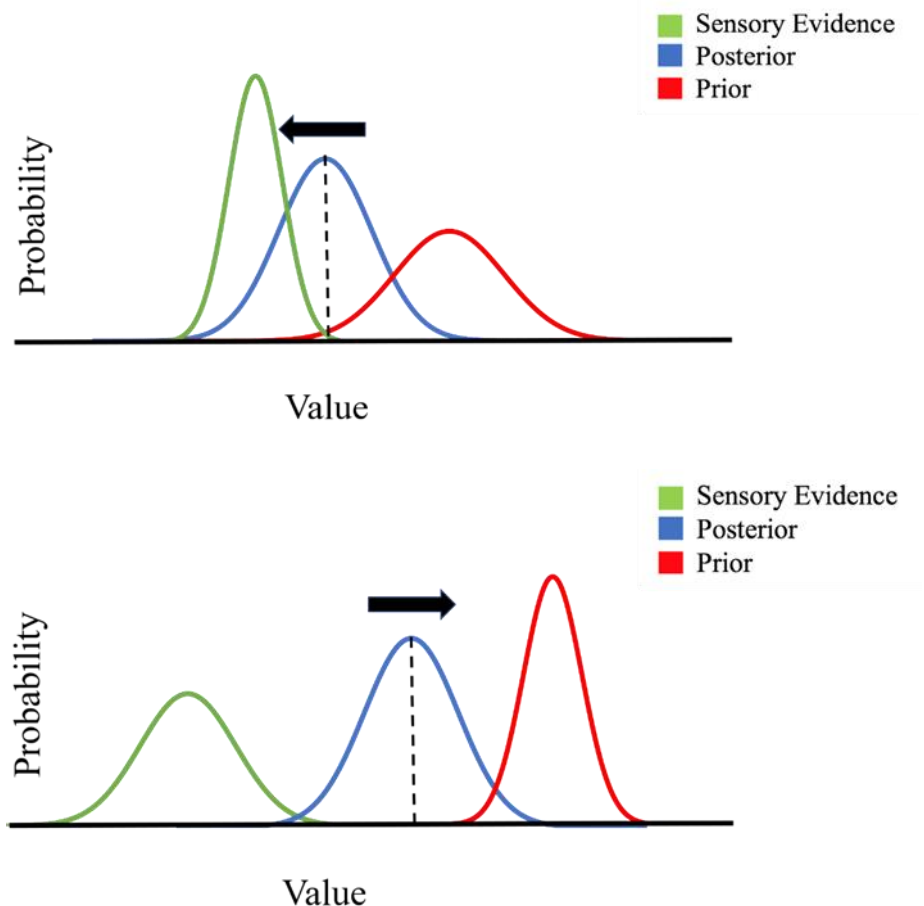 Sensory Evidence
Posterior
Prior
Probability
Value
Sensory Evidence
Posterior
Prior
Probability
Value